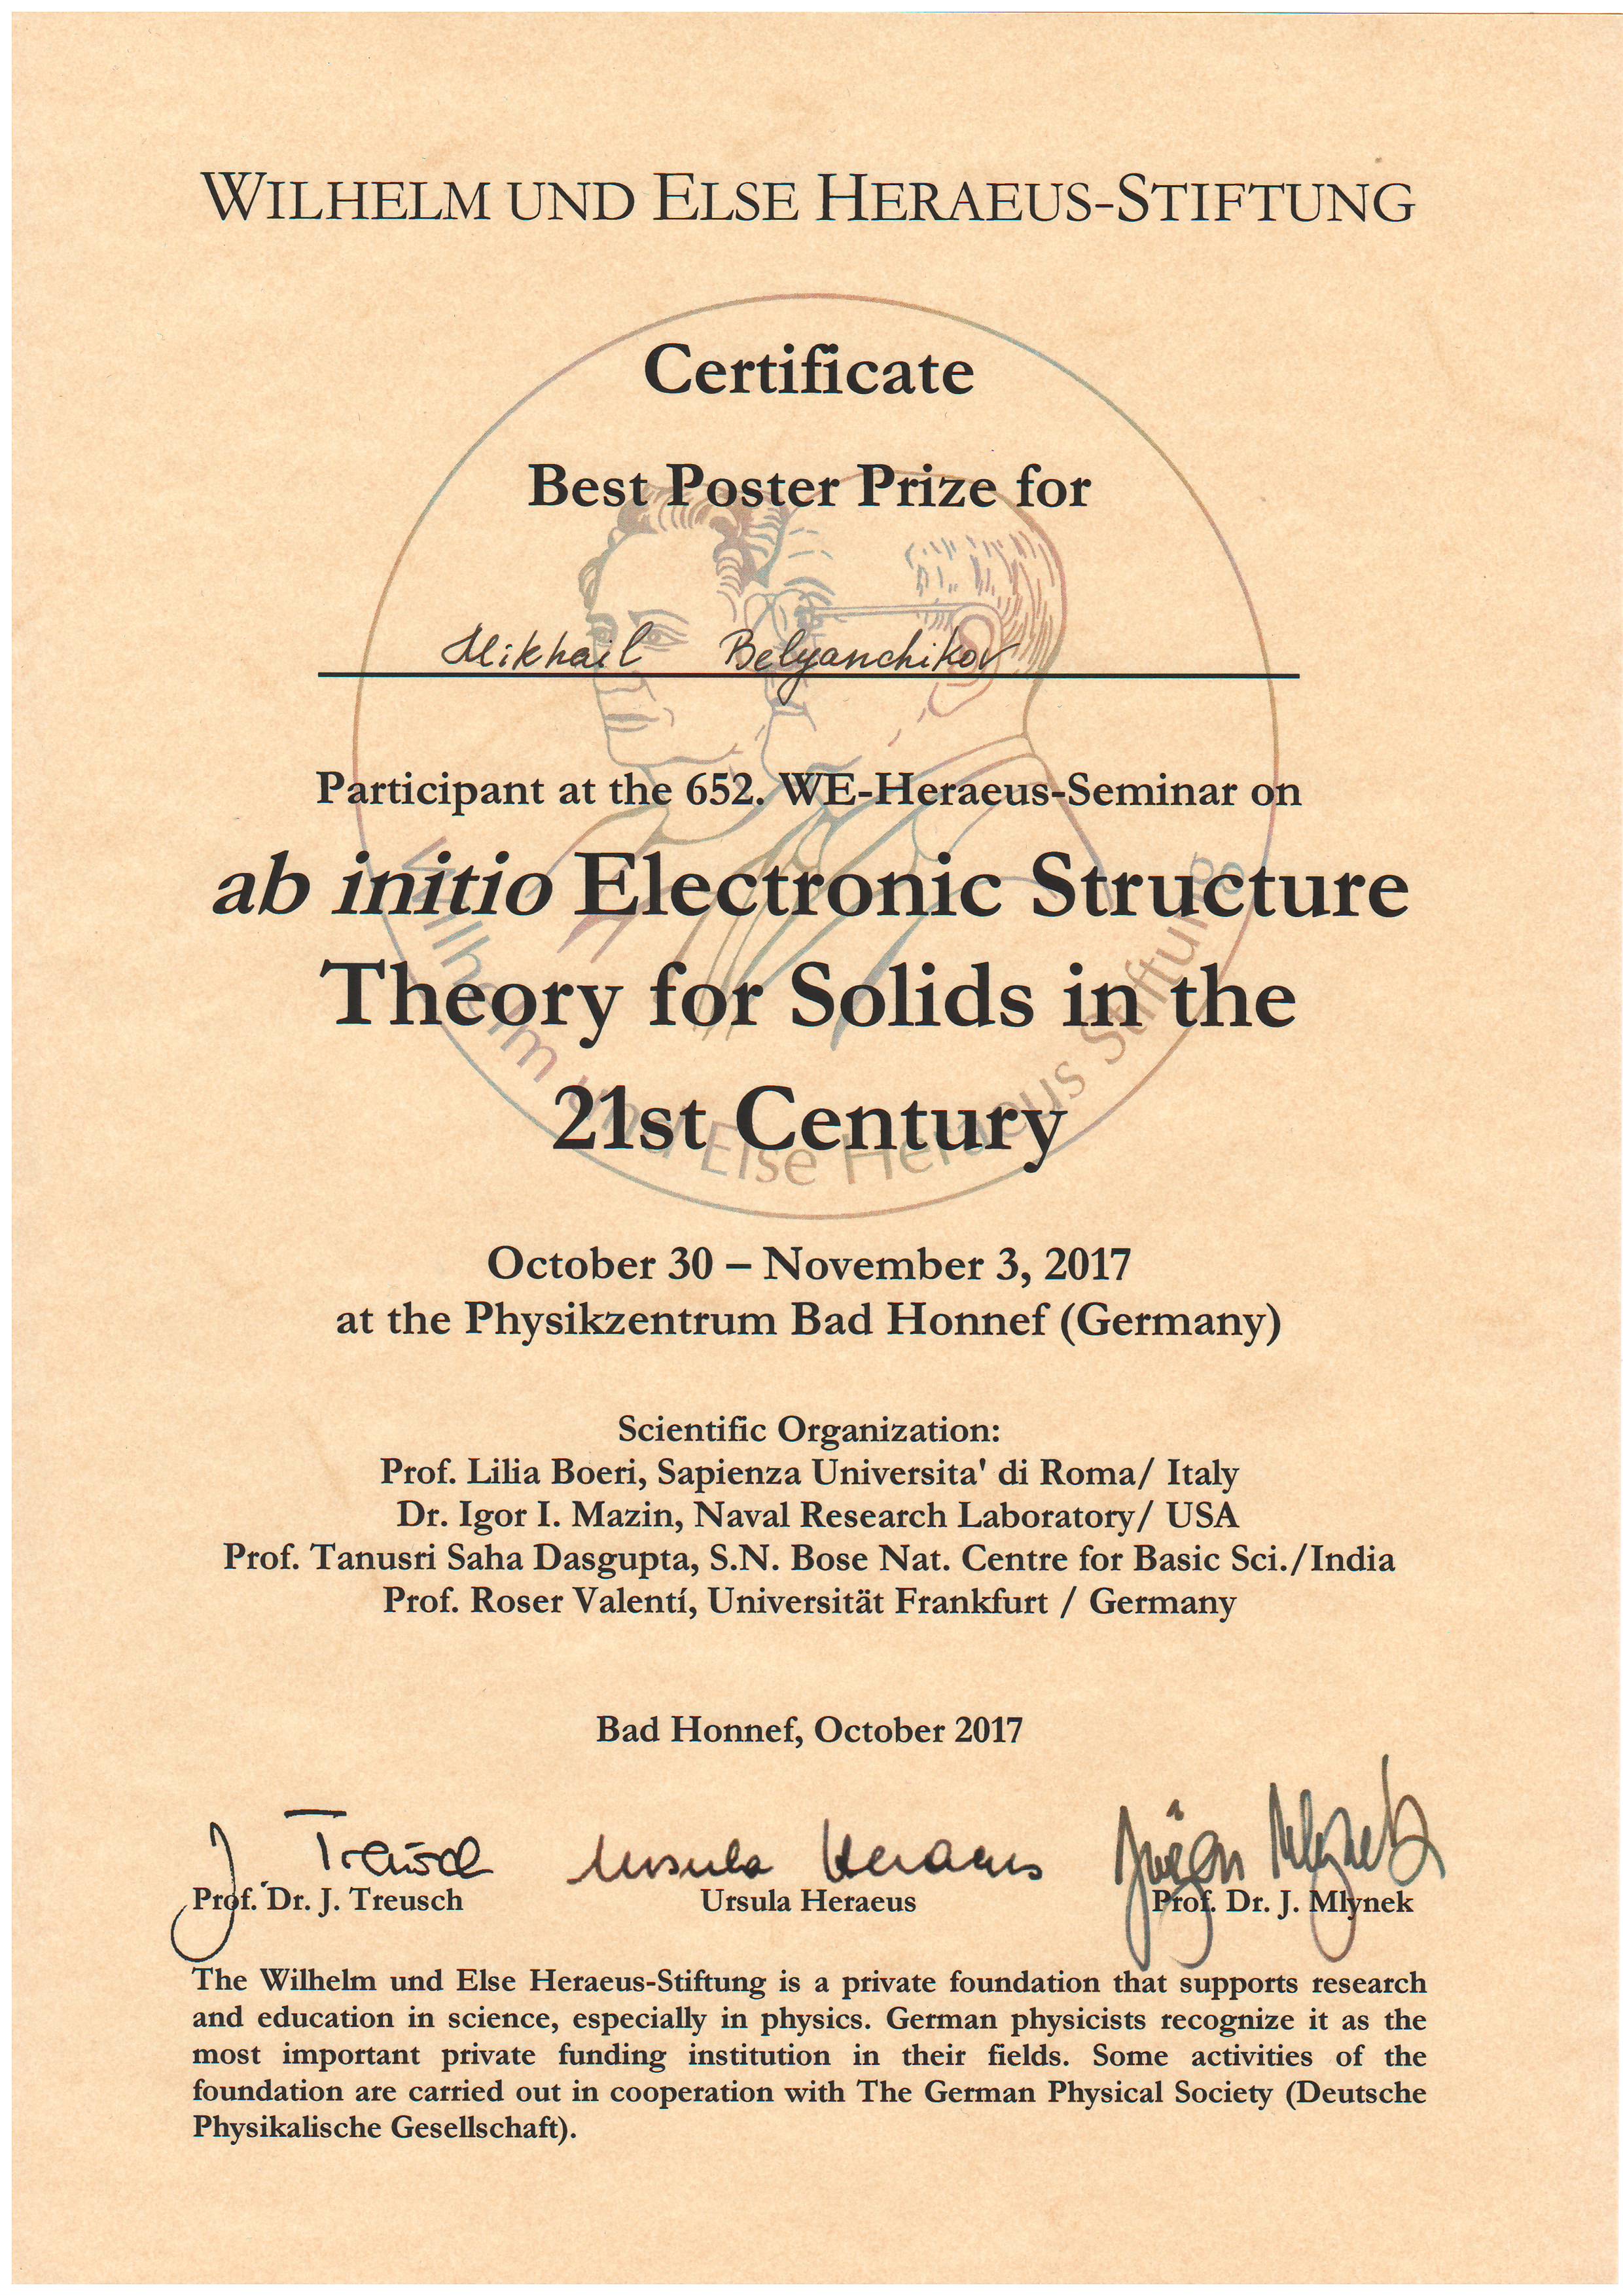 WILHELM UND ELSE HERAEUS-STIFTUNG
Certificate
Best Poster Prize for
Mikhail Belyanchikov
Participant at the 652. WE-Heraeus-Seminar on
ab initio Electronic Structure
Theory for Solids in the
21st Century
Wilhelm und Else Heraeus Stiftung
October 30 – November 3, 2017
at the Physikzentrum Bad Honnef (Germany)
Scientific Organization:
Prof. Lilia Boeri, Sapienza Universita' di Roma/ Italy
Dr. Igor I. Mazin, Naval Research Laboratory/ USA
Prof. Tanusri Saha Dasgupta, S.N. Bose Nat. Centre for Basic Sci./India
Prof. Roser Valentí, Universität Frankfurt / Germany
Bad Honnef, October 2017
J. Treusch Ursula Heraeus Jürgen Mlynek
Prof. Dr. J. Treusch Ursula Heraeus Prof. Dr. J. Mlynek
The Wilhelm und Else Heraeus-Stiftung is a private foundation that supports research
and education in science, especially in physics. German physicists recognize it as the
most important private funding institution in their fields. Some activities of the
foundation are carried out in cooperation with The German Physical Society (Deutsche
Physikalische Gesellschaft).